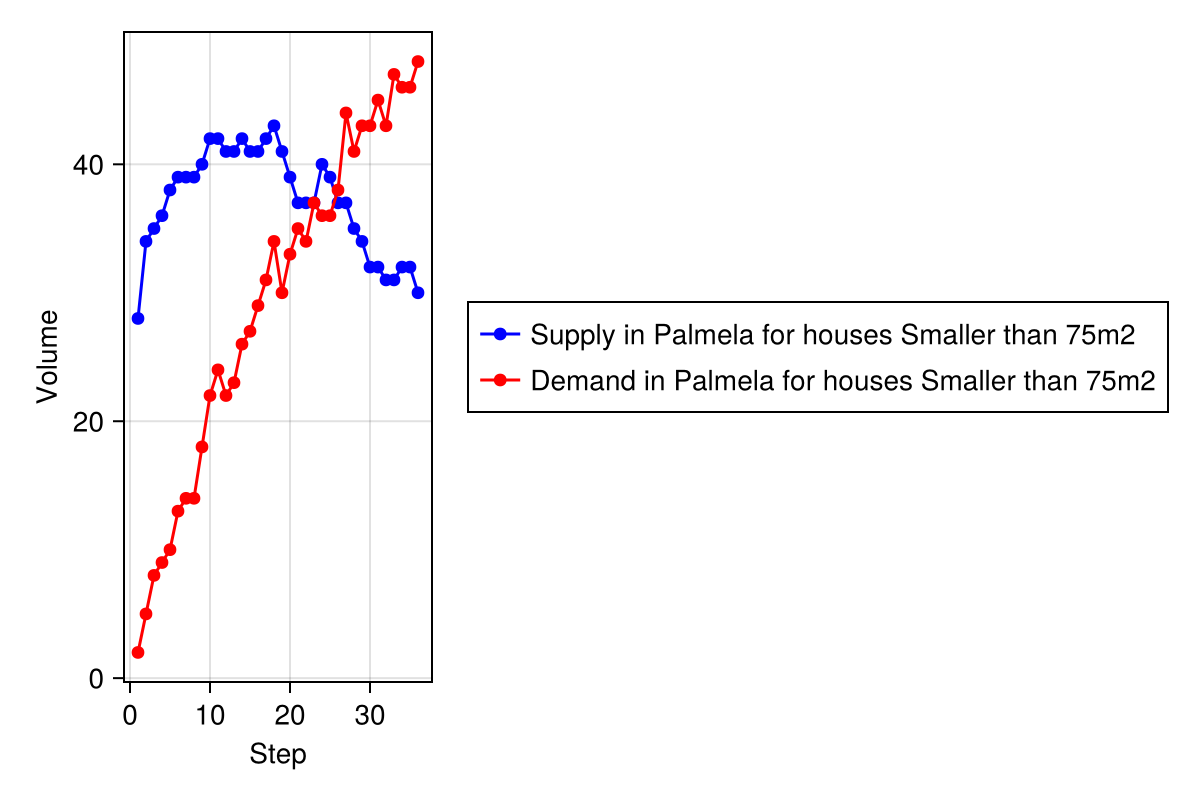 Volume
40
20
0
0 10 20 30
Step
Supply in Palmela for houses Smaller than 75m2
Demand in Palmela for houses Smaller than 75m2